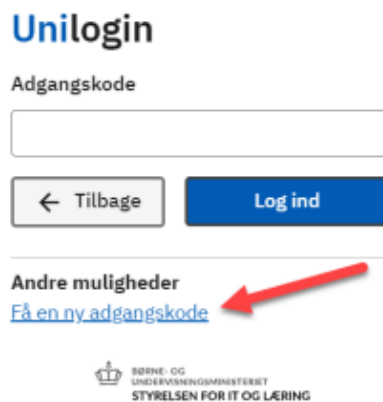 Unilogin
Adgangskode
← Tilbage
Log ind
Andre muligheder
Få en ny adgangskode
BØRNE- OG
UNDERVISNINGSMINISTERIET
STYRELSEN FOR IT OG LÆRING